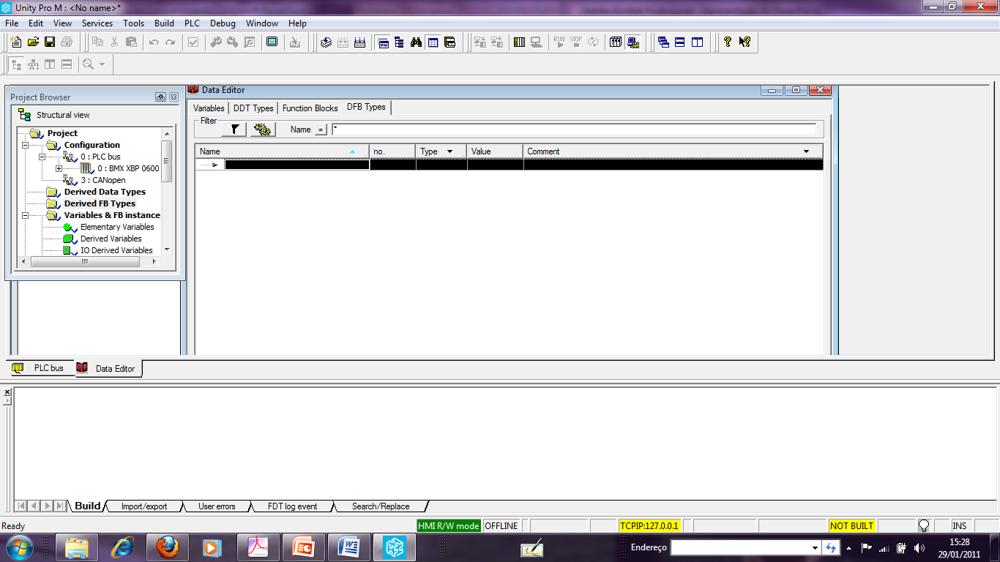 Unity Pro M : <No name>*
File Edit View Services Tools Build PLC Debug Window Help
RUN STOP
Project Browser
Structural view
Project
Configuration
0 : PLC bus
0 : BMX XBP 0600
3 : CANopen
Derived Data Types
Derived FB Types
Variables & FB instance
Elementary Variables
Derived Variables
IO Derived Variables
Data Editor
Variables DDT Types Function Blocks DFB Types
Filter
Name = *
Name no. Type Value Comment
PLC bus Data Editor
Build Import/export User errors FDT log event Search/Replace
Ready HMI R/W mode OFFLINE TCPIP:127.0.0.1 NOT BUILT INS
Endereço
15:28
29/01/2011